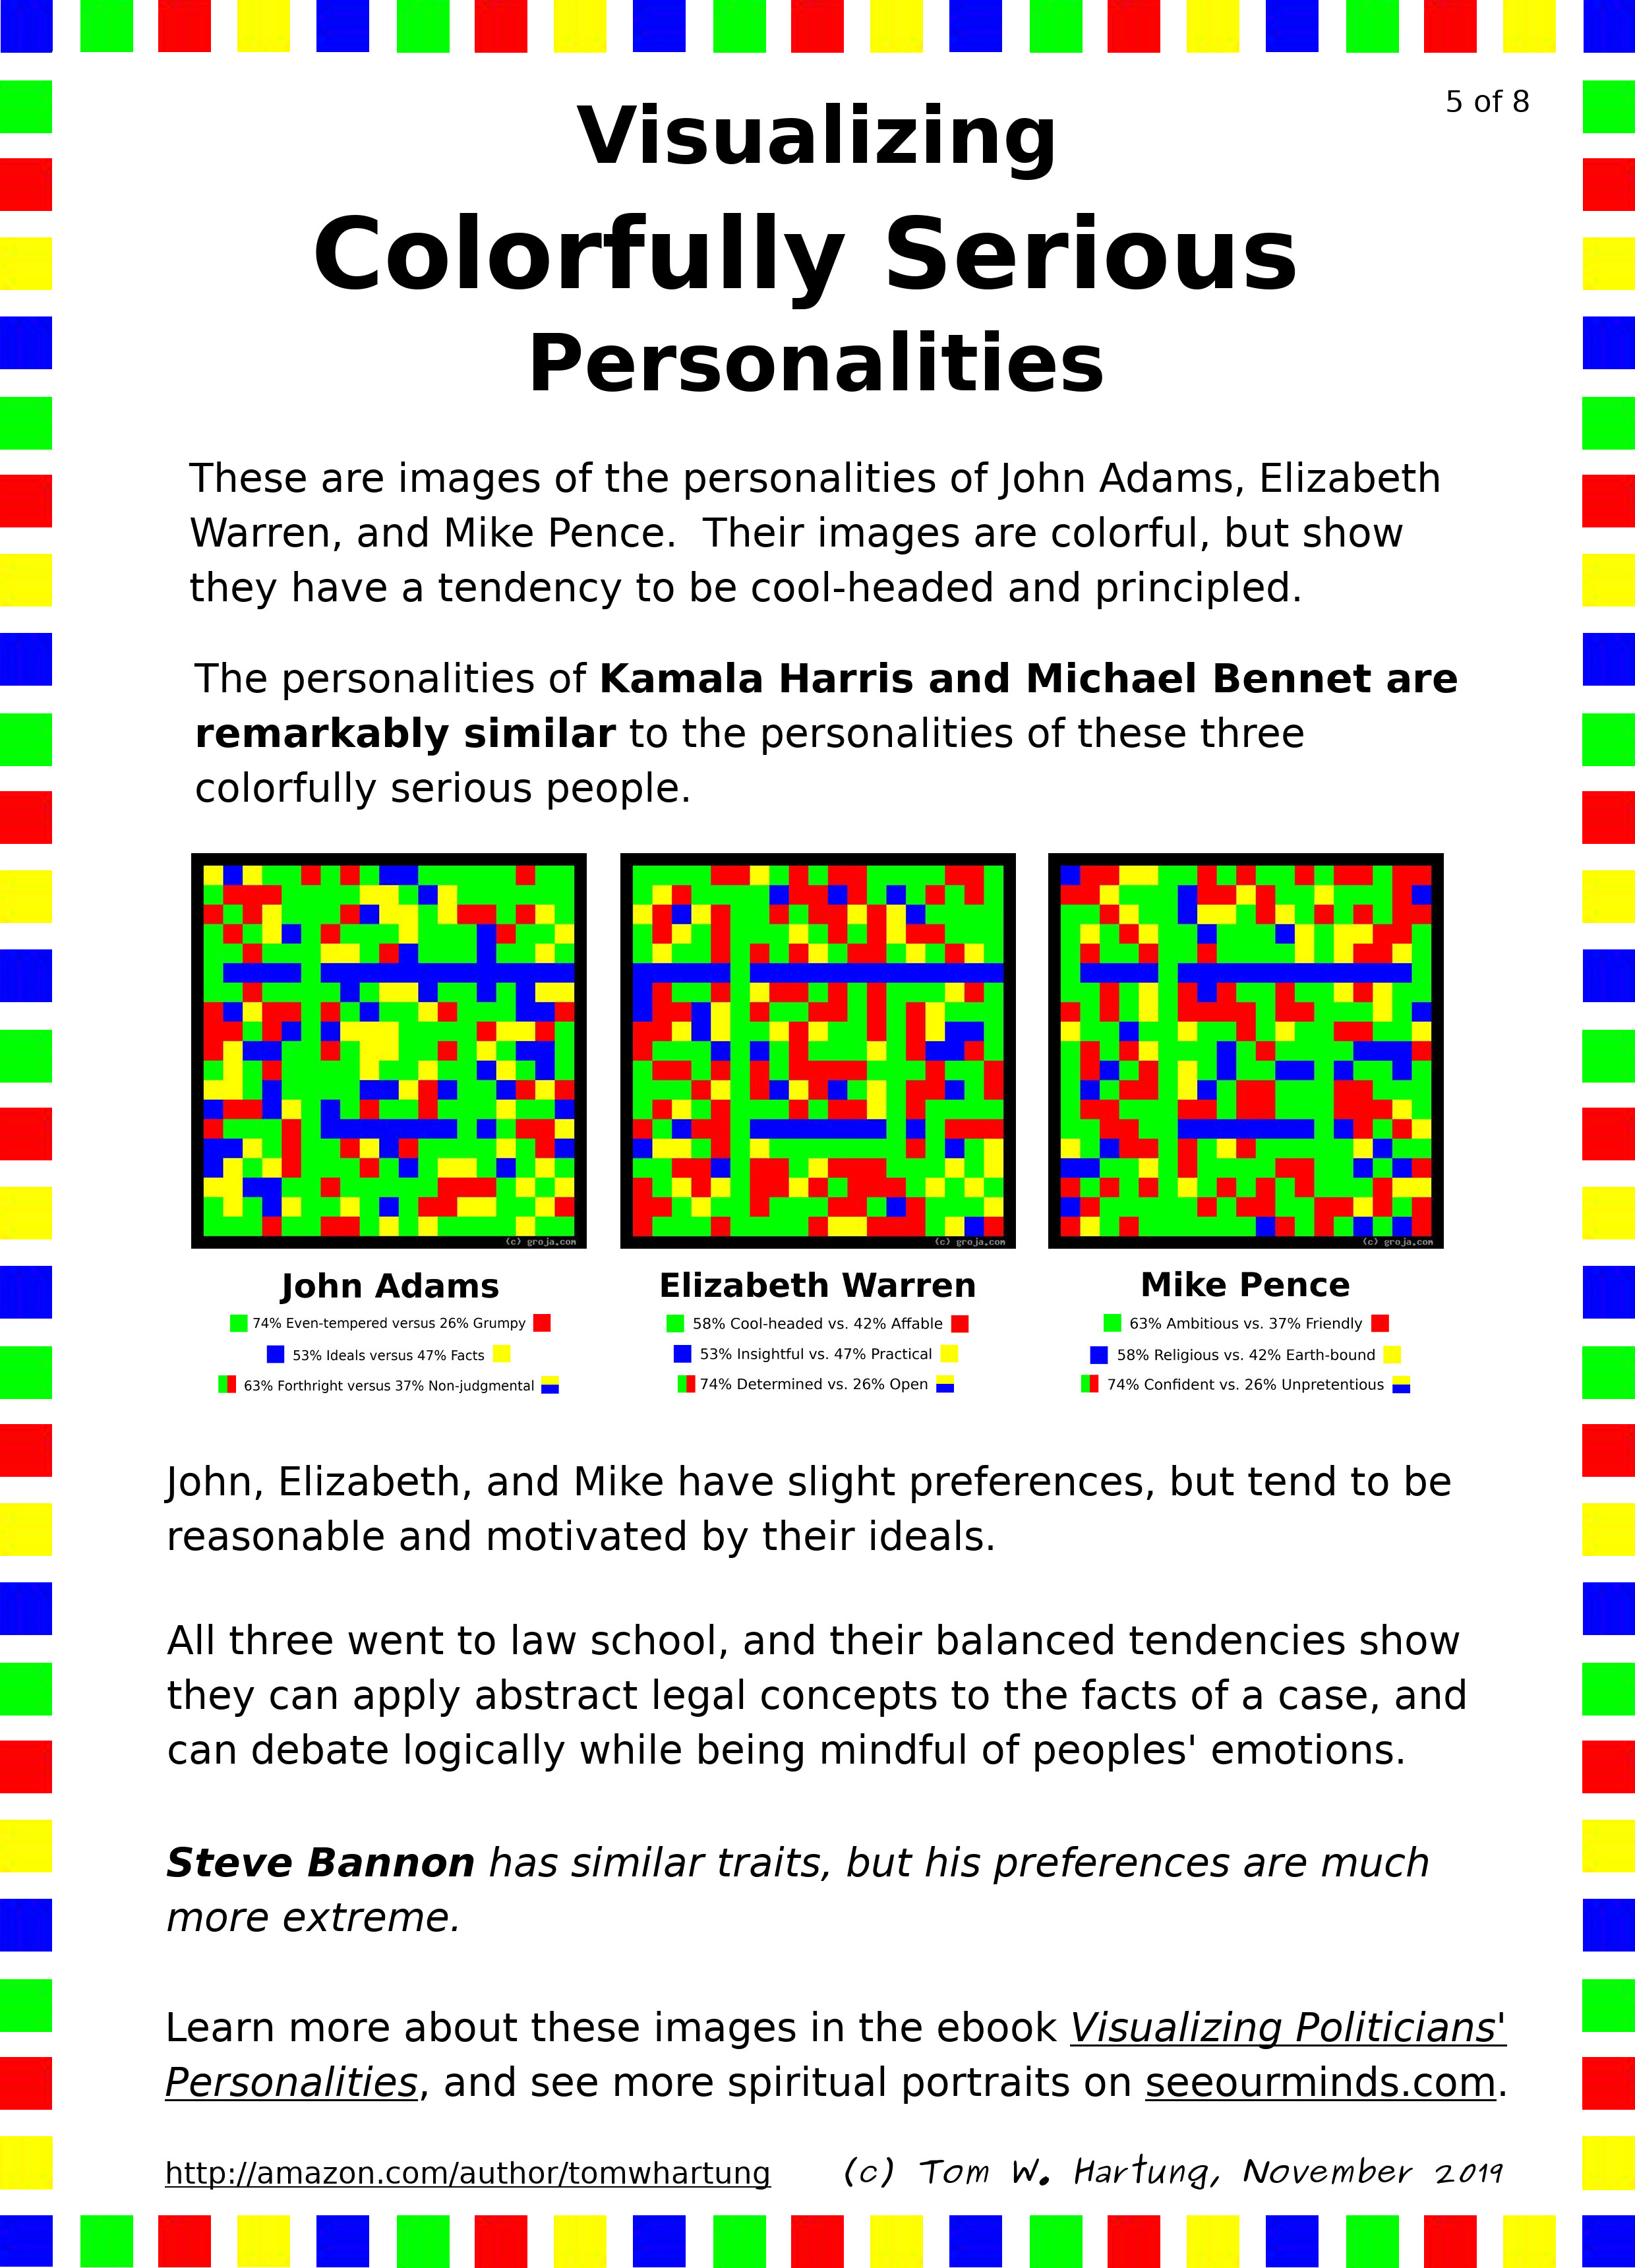 5 of 8
Visualizing
Colorfully Serious
Personalities
These are images of the personalities of John Adams, Elizabeth
Warren, and Mike Pence.  Their images are colorful, but show
they have a tendency to be cool-headed and principled.
The personalities of Kamala Harris and Michael Bennet are
remarkably similar to the personalities of these three
colorfully serious people.
(c) groja.com
(c) groja.com
(c) groja.com
John Adams
74% Even-tempered versus 26% Grumpy
53% Ideals versus 47% Facts
63% Forthright versus 37% Non-judgmental
Elizabeth Warren
58% Cool-headed vs. 42% Affable
53% Insightful vs. 47% Practical
74% Determined vs. 26% Open
Mike Pence
63% Ambitious vs. 37% Friendly
58% Religious vs. 42% Earth-bound
74% Confident vs. 26% Unpretentious
John, Elizabeth, and Mike have slight preferences, but tend to be
reasonable and motivated by their ideals.
All three went to law school, and their balanced tendencies show
they can apply abstract legal concepts to the facts of a case, and
can debate logically while being mindful of peoples' emotions.
Steve Bannon has similar traits, but his preferences are much
more extreme.
Learn more about these images in the ebook Visualizing Politicians'
Personalities, and see more spiritual portraits on seeourminds.com.
http://amazon.com/author/tomwhartung
(c) Tom W. Hartung, November 2019